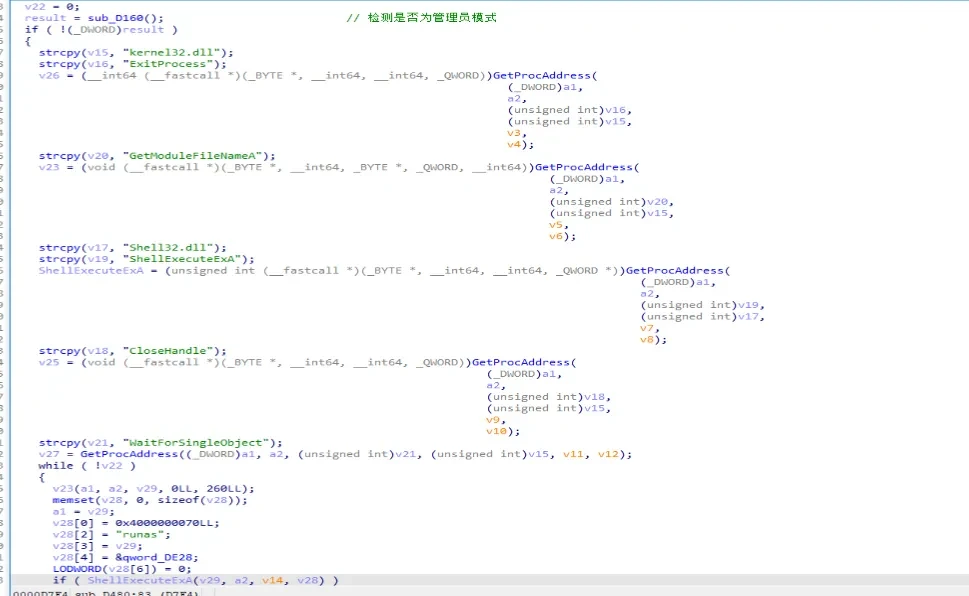 v22 = 0;
result = sub_D160(); // 检测是否为管理员模式
if ( !(_DWORD)result )
{
strcpy(v15, "kernel32.dll");
strcpy(v16, "ExitProcess");
v26 = (__int64 (__fastcall *)(_BYTE *, __int64, __int64, _QWORD))GetProcAddress(
(_DWORD)a1,
a2,
(unsigned int)v16,
(unsigned int)v15,
v3,
v4);
strcpy(v20, "GetModuleFileNameA");
v23 = (void (__fastcall *)(_BYTE *, __int64, _BYTE *, _QWORD, __int64))GetProcAddress(
(_DWORD)a1,
a2,
(unsigned int)v20,
(unsigned int)v15,
v5,
v6);
strcpy(v17, "Shell32.dll");
strcpy(v19, "ShellExecuteExA");
ShellExecuteExA = (unsigned int (__fastcall *)(_BYTE *, __int64, __int64, _QWORD *))GetProcAddress(
(_DWORD)a1,
a2,
(unsigned int)v19,
(unsigned int)v17,
v7,
v8);
strcpy(v18, "CloseHandle");
v25 = (void (__fastcall *)(_BYTE *, __int64, __int64, _QWORD))GetProcAddress(
(_DWORD)a1,
a2,
(unsigned int)v18,
(unsigned int)v15,
v9,
v10);
strcpy(v21, "WaitForSingleObject");
v27 = GetProcAddress((_DWORD)a1, a2, (unsigned int)v21, (unsigned int)v15, v11, v12);
while ( !v22 )
{
v23(a1, a2, v29, 0LL, 260LL);
memset(v28, 0, sizeof(v28));
a1 = v29;
v28[0] = 0x4000000070LL;
v28[2] = "runas";
v28[3] = v29;
v28[4] = &qword_DE28;
LODWORD(v28[6]) = 0;
if ( ShellExecuteExA(v29, a2, v14, v28) )
0000D7F4 sub_D480:83 (D7F4)